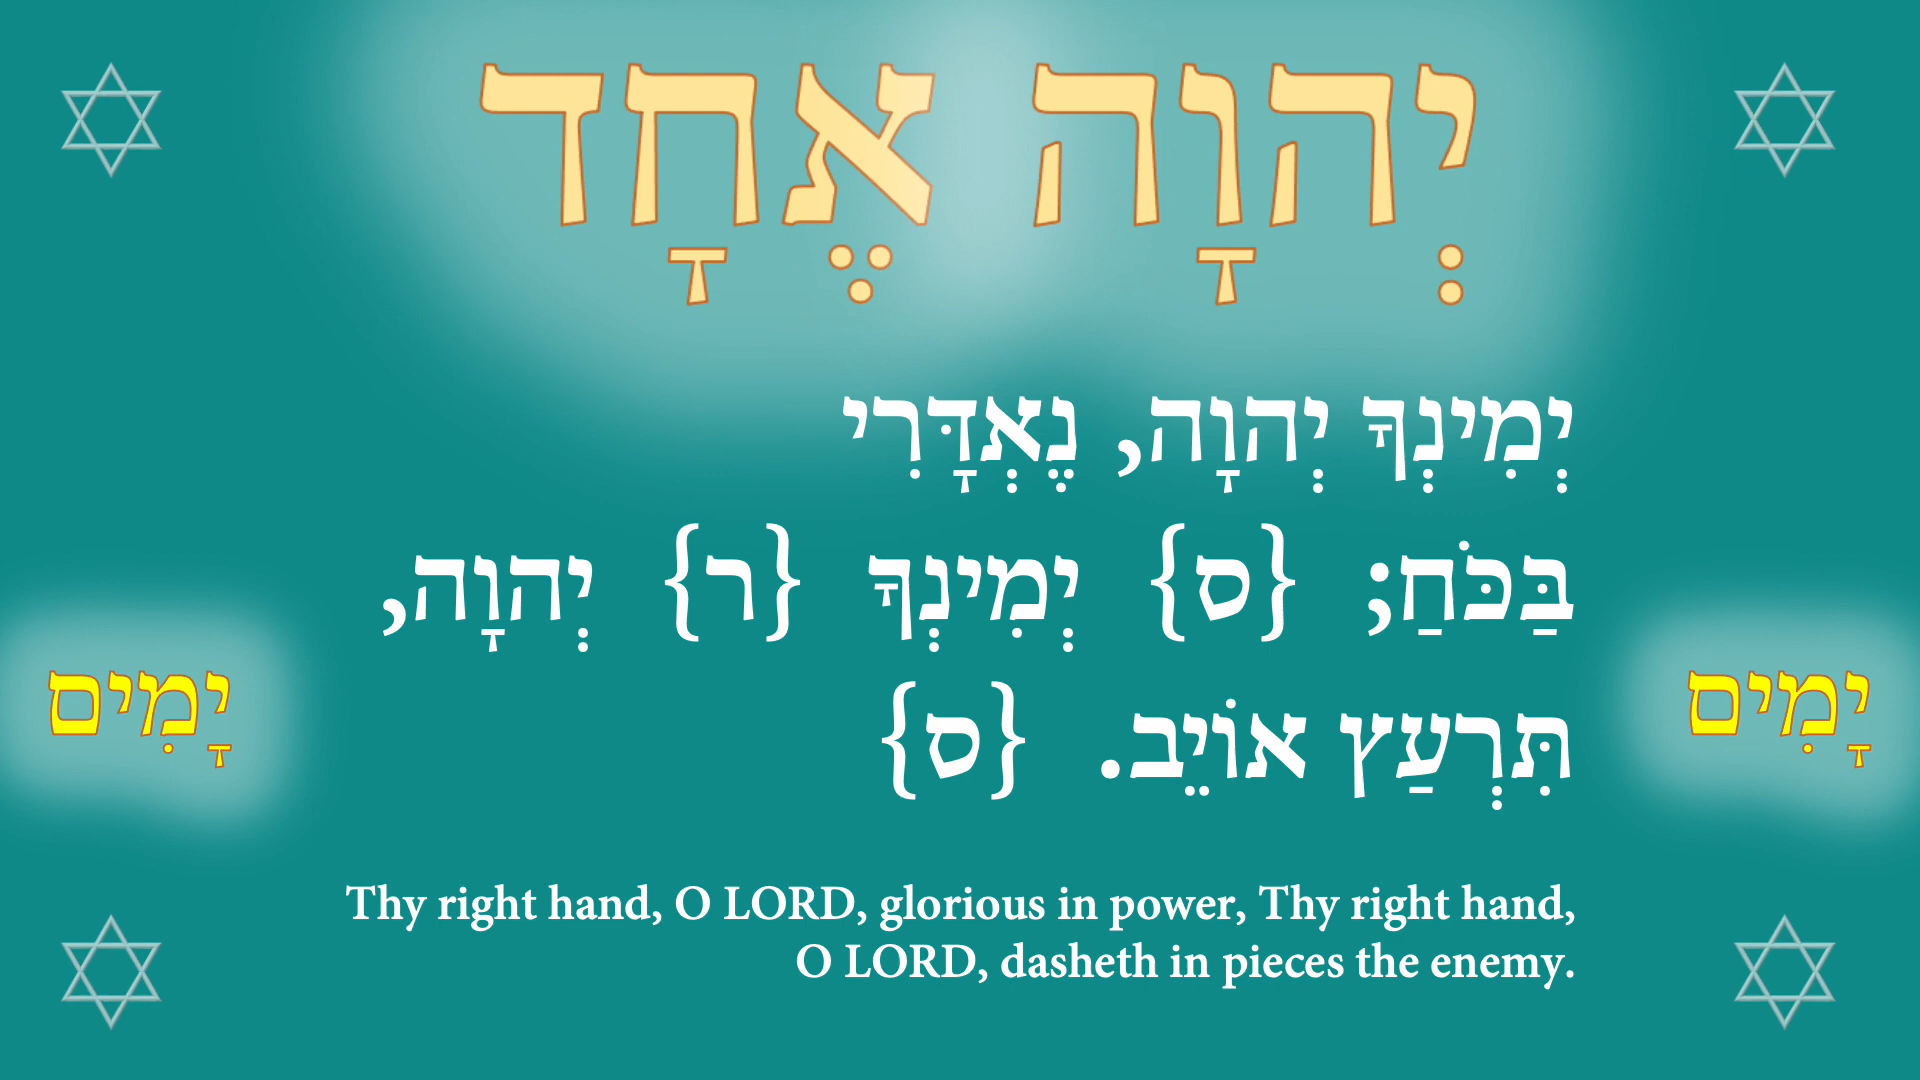 יְהוָה אֶחָד
יְמִינְךָ יְהוָה, נֶאְדָּרִי
בַּכֹּחַ; {ס} יְמִינְךָ {ר} יְהוָה,
יָמִים
יָמִים
תִּרְעַץ אוֹיֵב. {ס}
Thy right hand, O LORD, glorious in power, Thy right hand,
O LORD, dasheth in pieces the enemy.